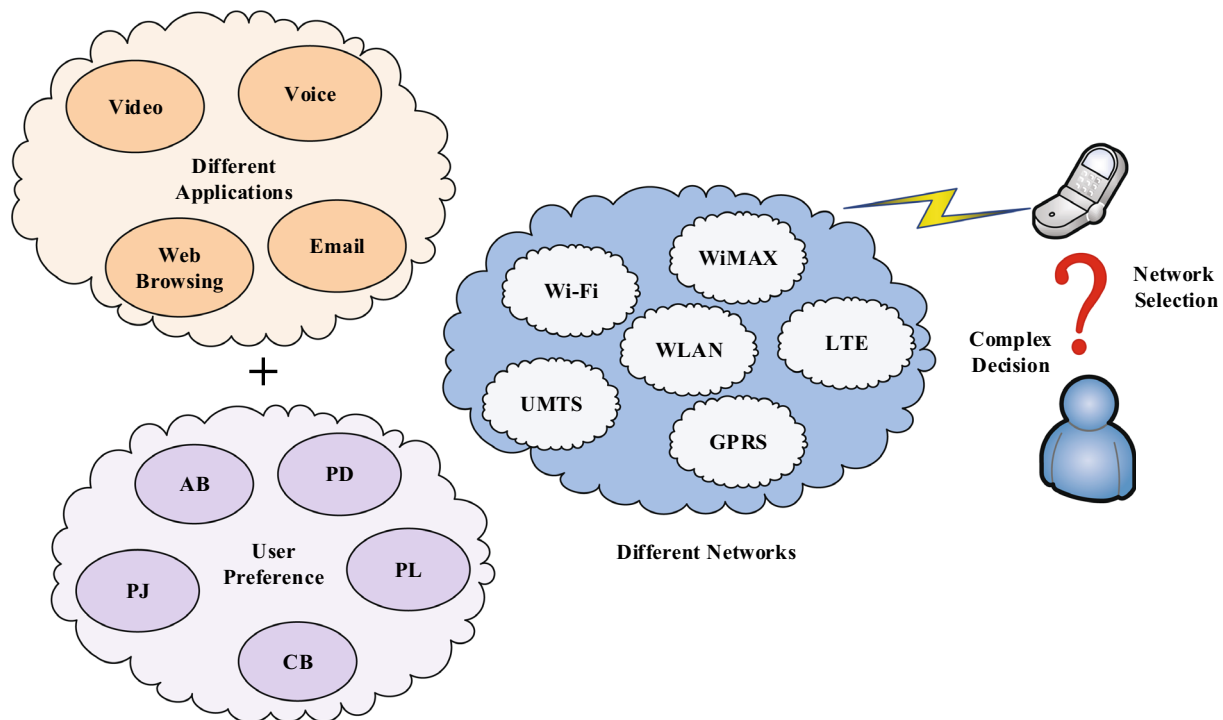 Video
Voice
Different
Applications
Web
Browsing
Email
+
AB
PD
User
Preference
PJ
PL
CB
WiMAX
Wi-Fi
WLAN
LTE
UMTS
GPRS
Different Networks
Network
Selection
Complex
Decision